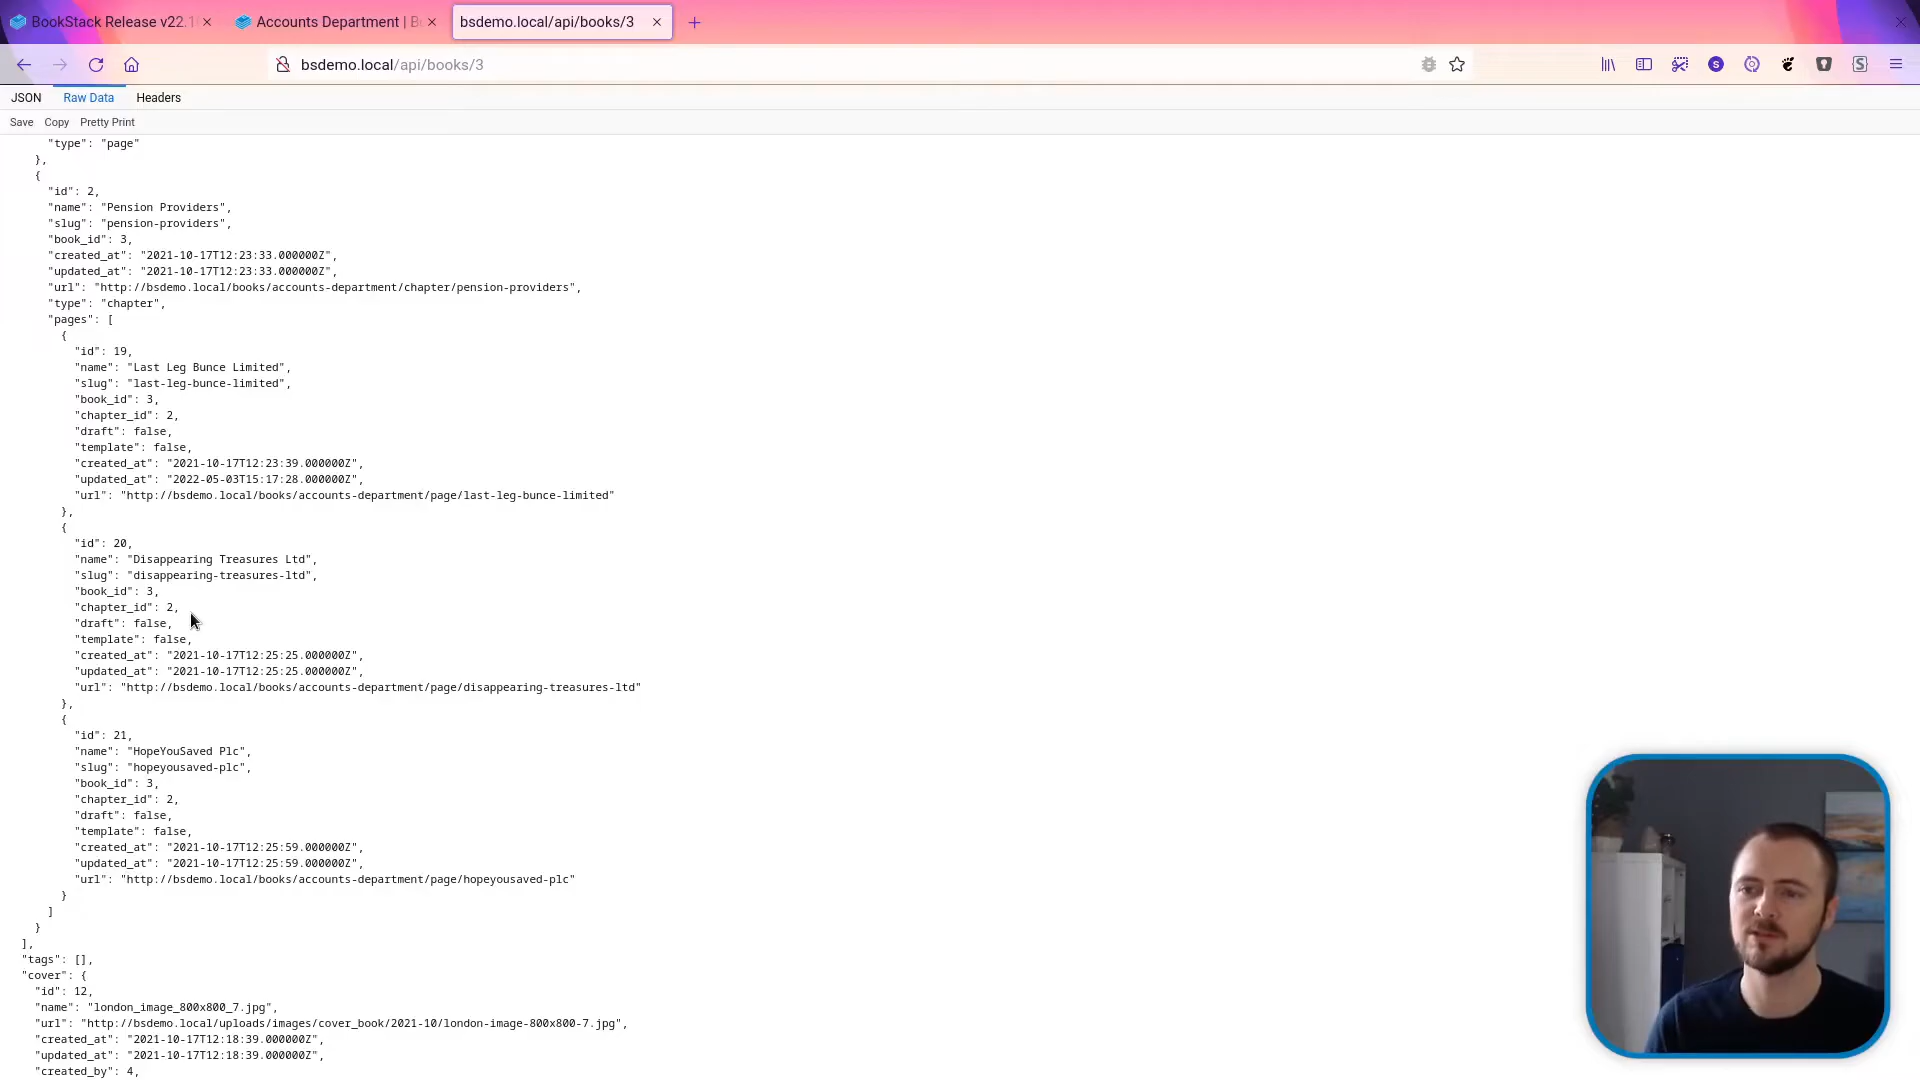 BookStack Release v22.1
Accounts Department | B
bsdemo.local/api/books/3
bsdemo.local/api/books/3
JSON
Raw Data
Headers
Save
Copy
Pretty Print
"type": "page"
},
{
"id": 2,
"name": "Pension Providers",
"slug": "pension-providers",
"book_id": 3,
"created_at": "2021-10-17T12:23:33.000000Z",
"updated_at": "2021-10-17T12:23:33.000000Z",
"url": "http://bsdemo.local/books/accounts-department/chapter/pension-providers",
"type": "chapter",
"pages": [
{
"id": 19,
"name": "Last Leg Bunce Limited",
"slug": "last-leg-bunce-limited",
"book_id": 3,
"chapter_id": 2,
"draft": false,
"template": false,
"created_at": "2021-10-17T12:23:39.000000Z",
"updated_at": "2022-05-03T15:17:28.000000Z",
"url": "http://bsdemo.local/books/accounts-department/page/last-leg-bunce-limited"
},
{
"id": 20,
"name": "Disappearing Treasures Ltd",
"slug": "disappearing-treasures-ltd",
"book_id": 3,
"chapter_id": 2,
"draft": false,
"template": false,
"created_at": "2021-10-17T12:25:25.000000Z",
"updated_at": "2021-10-17T12:25:25.000000Z",
"url": "http://bsdemo.local/books/accounts-department/page/disappearing-treasures-ltd"
},
{
"id": 21,
"name": "HopeYouSaved Plc",
"slug": "hopeyousaved-plc",
"book_id": 3,
"chapter_id": 2,
"draft": false,
"template": false,
"created_at": "2021-10-17T12:25:59.000000Z",
"updated_at": "2021-10-17T12:25:59.000000Z",
"url": "http://bsdemo.local/books/accounts-department/page/hopeyousaved-plc"
}
]
}
],
"tags": [],
"cover": {
"id": 12,
"name": "london_image_800x800_7.jpg",
"url": "http://bsdemo.local/uploads/images/cover_book/2021-10/london-image-800x800-7.jpg",
"created_at": "2021-10-17T12:18:39.000000Z",
"updated_at": "2021-10-17T12:18:39.000000Z",
"created_by": 4,